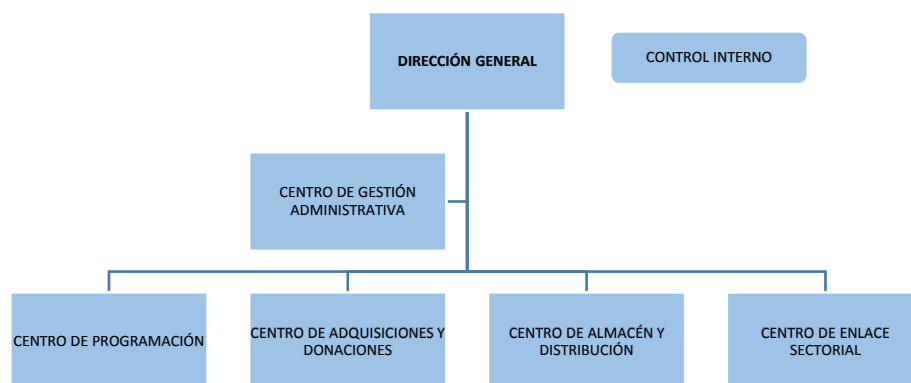 DIRECCIÓN GENERAL
CONTROL INTERNO
CENTRO DE GESTIÓN
ADMINISTRATIVA
CENTRO DE PROGRAMACIÓN
CENTRO DE ADQUISICIONES Y
DONACIONES
CENTRO DE ALMACÉN Y
DISTRIBUCIÓN
CENTRO DE ENLACE
SECTORIAL